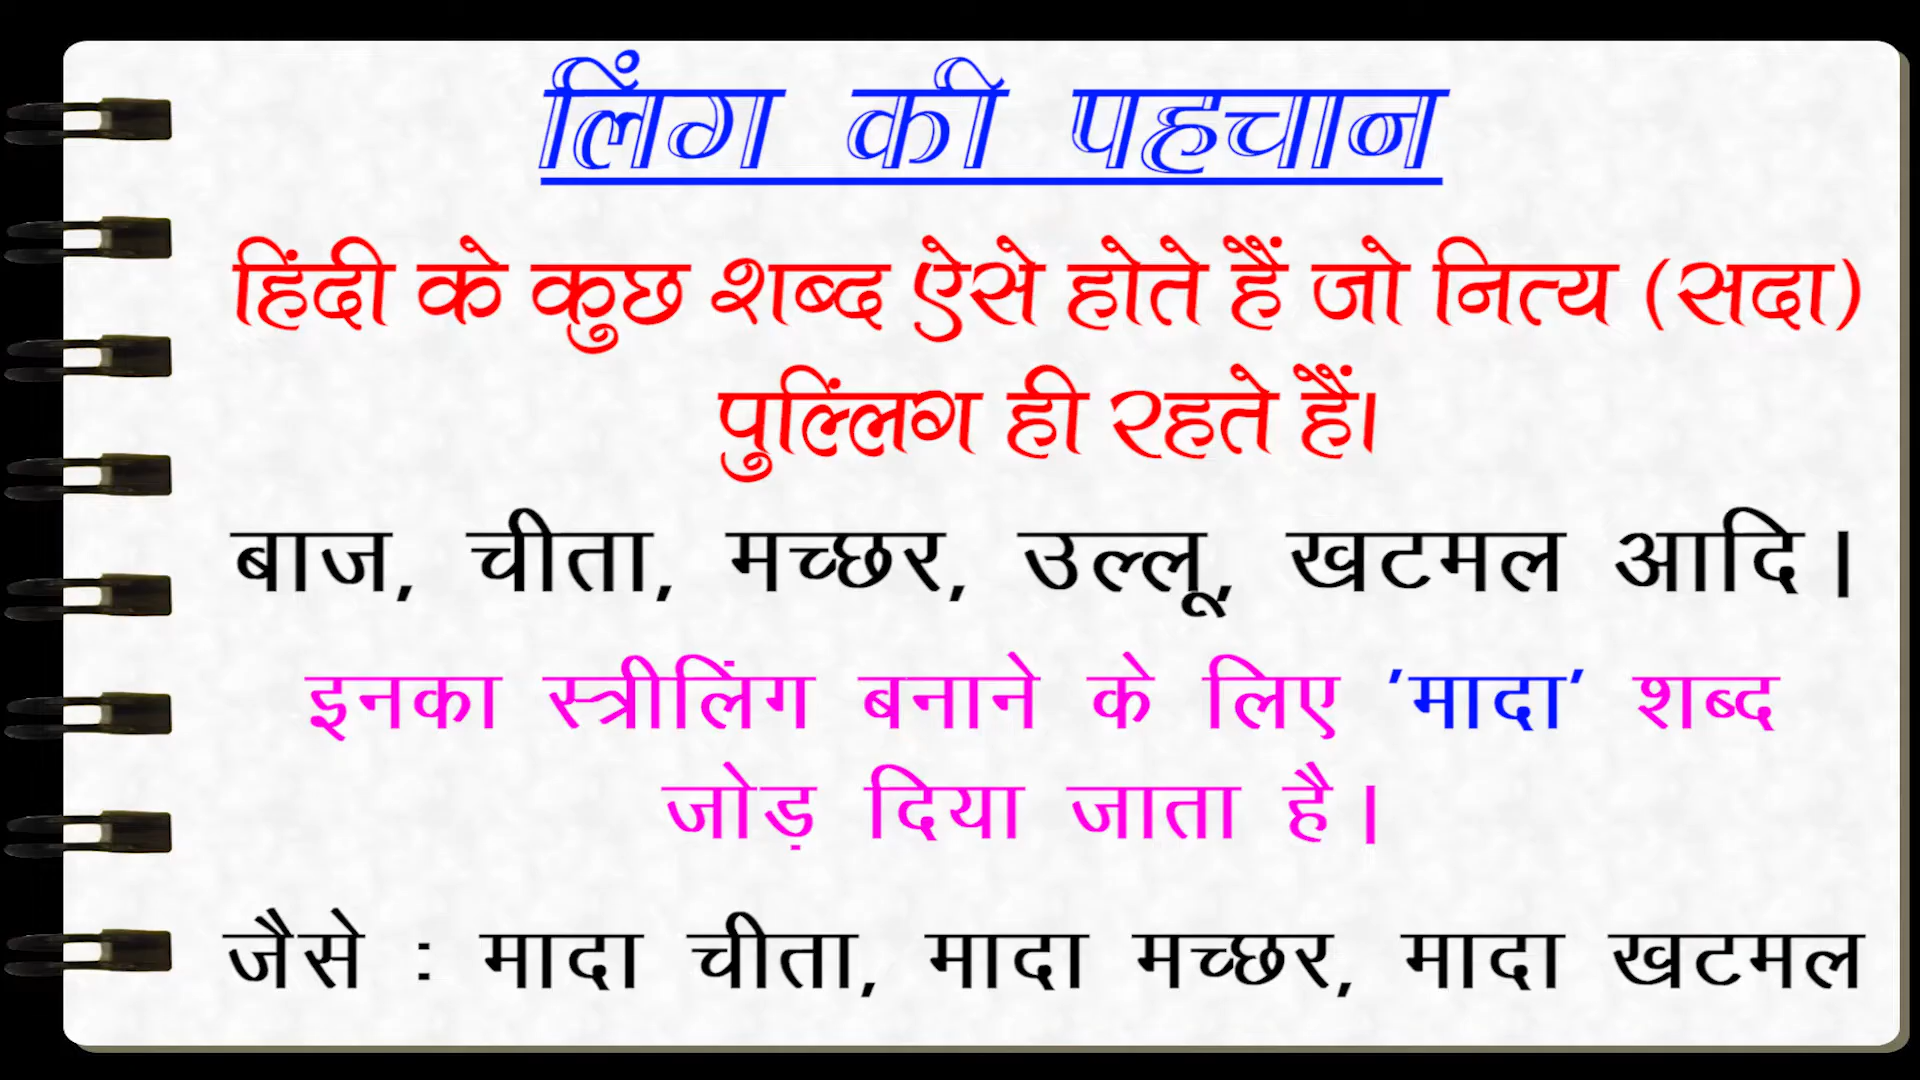 लिंग की पहचान
हिंदी के कुछ शब्द ऐसे होते हैं जो नित्य (सदा)
पुल्लिंग ही रहते हैं।
बाज, चीता, मच्छर, उल्लू, खटमल आदि।
इनका स्त्रीलिंग बनाने के लिए 'मादा' शब्द
जोड़ दिया जाता है।
जैसे : मादा चीता, मादा मच्छर, मादा खटमल